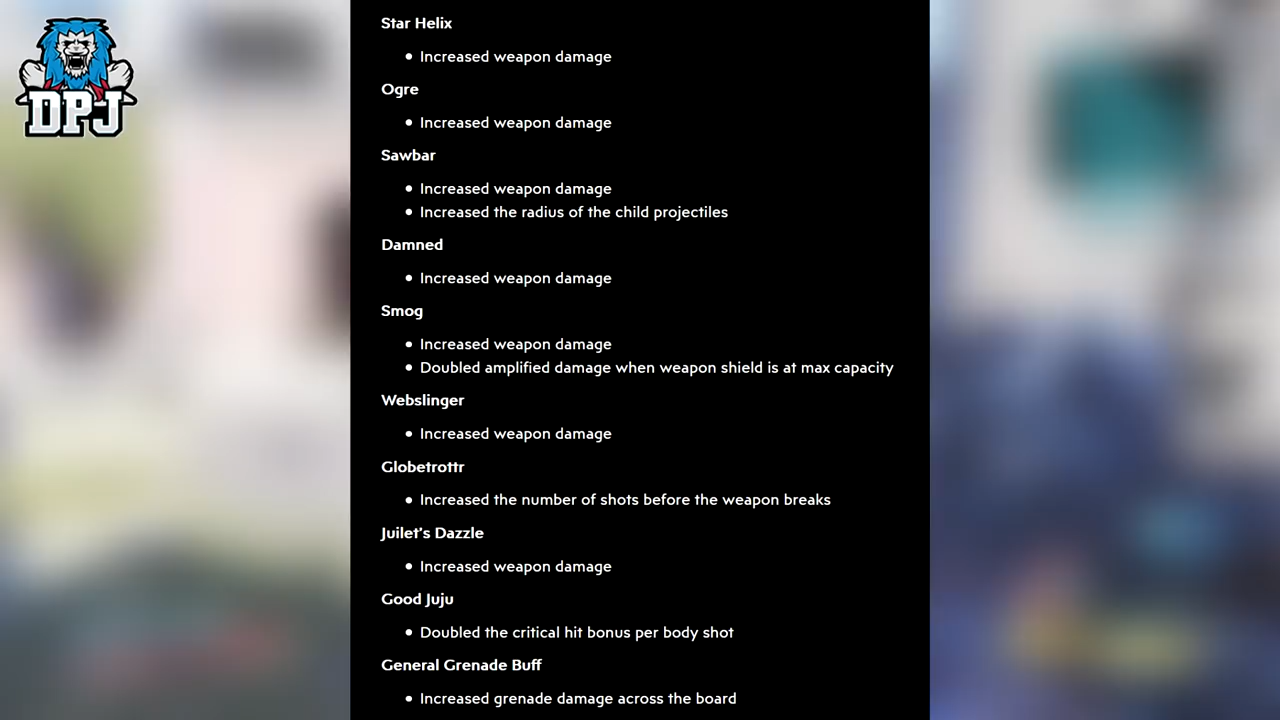 DPJ
Star Helix
• Increased weapon damage
Ogre
• Increased weapon damage
Sawbar
• Increased weapon damage
• Increased the radius of the child projectiles
Damned
• Increased weapon damage
Smog
• Increased weapon damage
• Doubled amplified damage when weapon shield is at max capacity
Webslinger
• Increased weapon damage
Globetrottr
• Increased the number of shots before the weapon breaks
Juilet's Dazzle
• Increased weapon damage
Good Juju
• Doubled the critical hit bonus per body shot
General Grenade Buff
• Increased grenade damage across the board